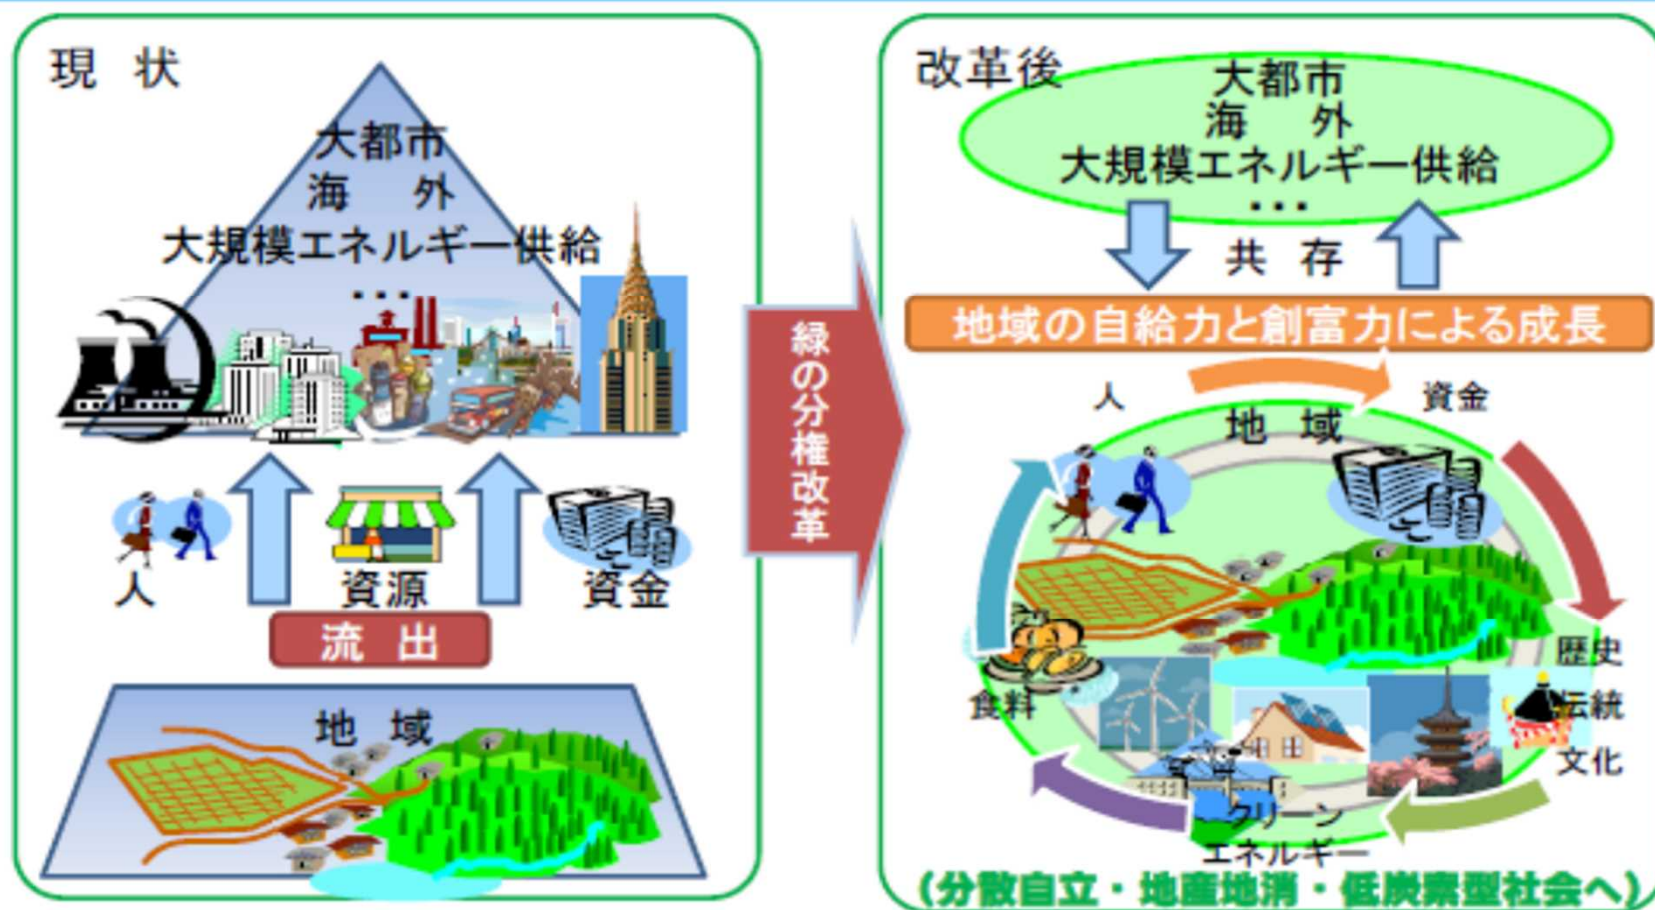 現 状
大都市
海 外
大規模エネルギー供給
・・・
人
資源
資金
流 出
地 域
緑の分権改革
改革後
大都市
海 外
大規模エネルギー供給
・・・
共 存
地域の自給力と創富力による成長
人
資金
地 域
歴史
伝統
文化
食料
クリーン
エネルギー
(分散自立・地産地消・低炭素型社会へ)